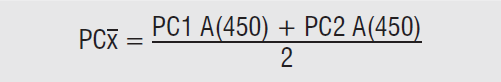 PCx̄ = PC1 A(450) + PC2 A(450)
2